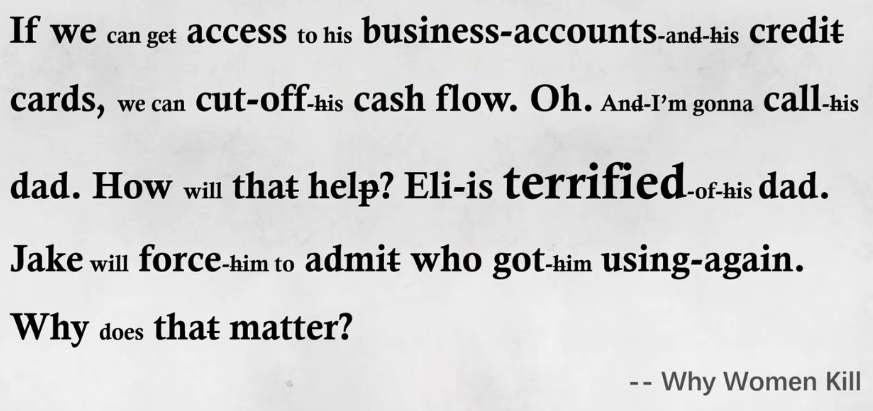 If we can get access to his business-accounts-and-his credit
cards, we can cut-off-his cash flow. Oh. And-I'm gonna call-his
dad. How will that help? Eli-is terrified-of-his dad.
Jake will force-him to admit who got-him using-again.
Why does that matter?
-- Why Women Kill